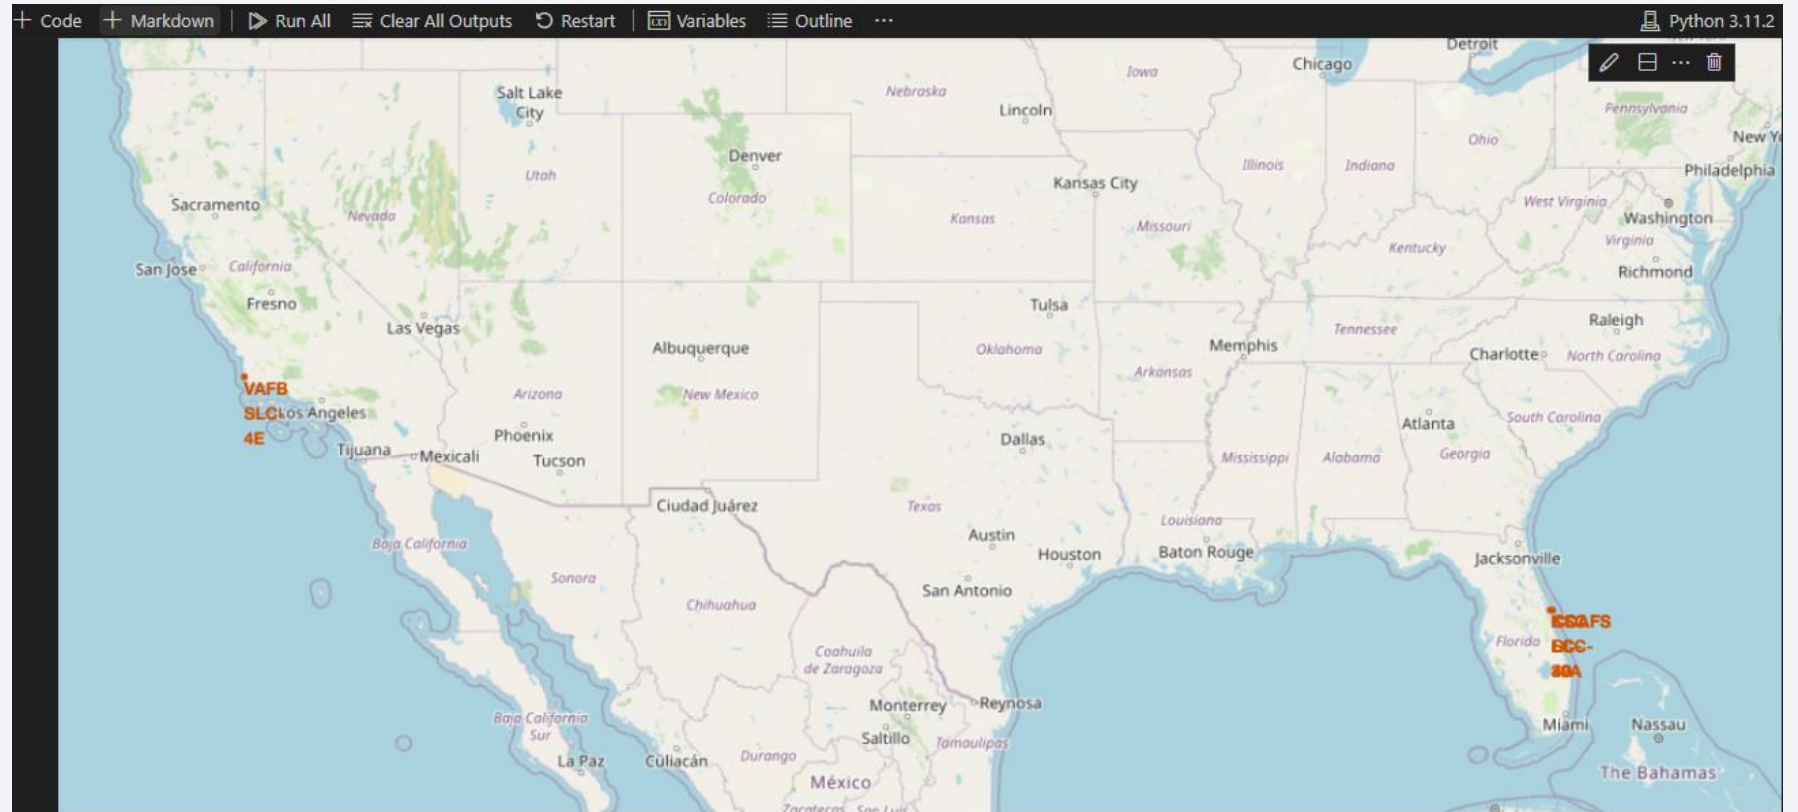 Code
Markdown
Run All
Clear All Outputs
Restart
Variables
Outline
...
Python 3.11.2
Detroit
Chicago
Iowa
Salt Lake
City
Nebraska
Lincoln
Pennsylvania
New Y
Ohio
Denver
Illinois
Indiana
Philadelphia
Utah
Kansas City
Colorado
Sacramento
Nevada
Kansas
Missouri
West Virginia
Washington
Kentucky
Virginia
San Jose
California
Richmond
Fresno
Tulsa
Las Vegas
Raleigh
Tennessee
Albuquerque
Oklahoma
Memphis
Charlotte
North Carolina
Arkansas
VAFB
SLC-
4E
Los Angeles
Arizona
New Mexico
South Carolina
Atlanta
Phoenix
Dallas
Tijuana
Mexicali
Tucson
Mississippi
Alabama
Georgia
Ciudad Juárez
Texas
Louisiana
Austin
Baja California
Houston
Baton Rouge
Jacksonville
Sonora
San Antonio
Chihuahua
Florida
Coahuila
de Zaragoza
Monterrey
Reynosa
Baja California
Sur
Miami
Nassau
Saltillo
Tamaulipas
La Paz
Culiacán
Durango
The Bahamas
México